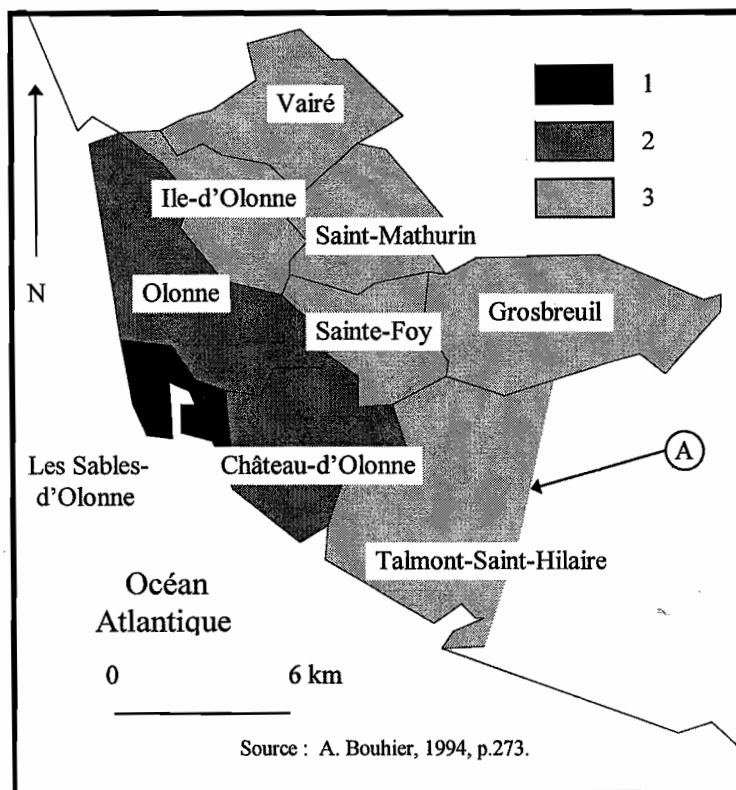 Vairé
1
2
3
Ile-d'Olonne
Saint-Mathurin
N
Olonne
Grosbreuil
Sainte-Foy
A
Les Sables-
d'Olonne
Château-d'Olonne
Talmont-Saint-Hilaire
Océan
Atlantique
0 6 km
Source : A. Bouhier, 1994, p.273.